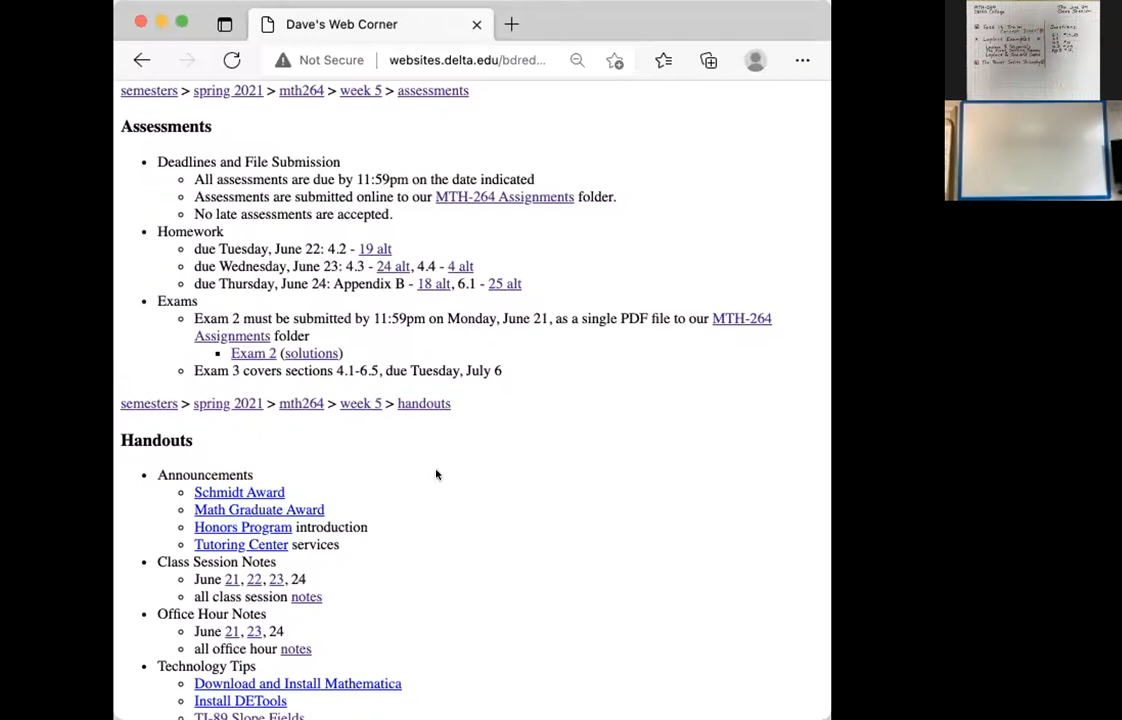 Dave's Web Corner
Not Secure
websites.delta.edu/bdred...
semesters > spring 2021 > mth264 > week 5 > assessments
Assessments
Deadlines and File Submission
All assessments are due by 11:59pm on the date indicated
Assessments are submitted online to our MTH-264 Assignments folder.
No late assessments are accepted.
Homework
due Tuesday, June 22: 4.2 - 19 alt
due Wednesday, June 23: 4.3 - 24 alt, 4.4 - 4 alt
due Thursday, June 24: Appendix B - 18 alt, 6.1 - 25 alt
Exams
Exam 2 must be submitted by 11:59pm on Monday, June 21, as a single PDF file to our MTH-264
Assignments folder
Exam 2 (solutions)
Exam 3 covers sections 4.1-6.5, due Tuesday, July 6
semesters > spring 2021 > mth264 > week 5 > handouts
Handouts
Announcements
Schmidt Award
Math Graduate Award
Honors Program introduction
Tutoring Center services
Class Session Notes
June 21, 22, 23, 24
all class session notes
Office Hour Notes
June 21, 23, 24
all office hour notes
Technology Tips
Download and Install Mathematica
Install DETools
TI-89 Slope Fields
MTH-264
Delta College